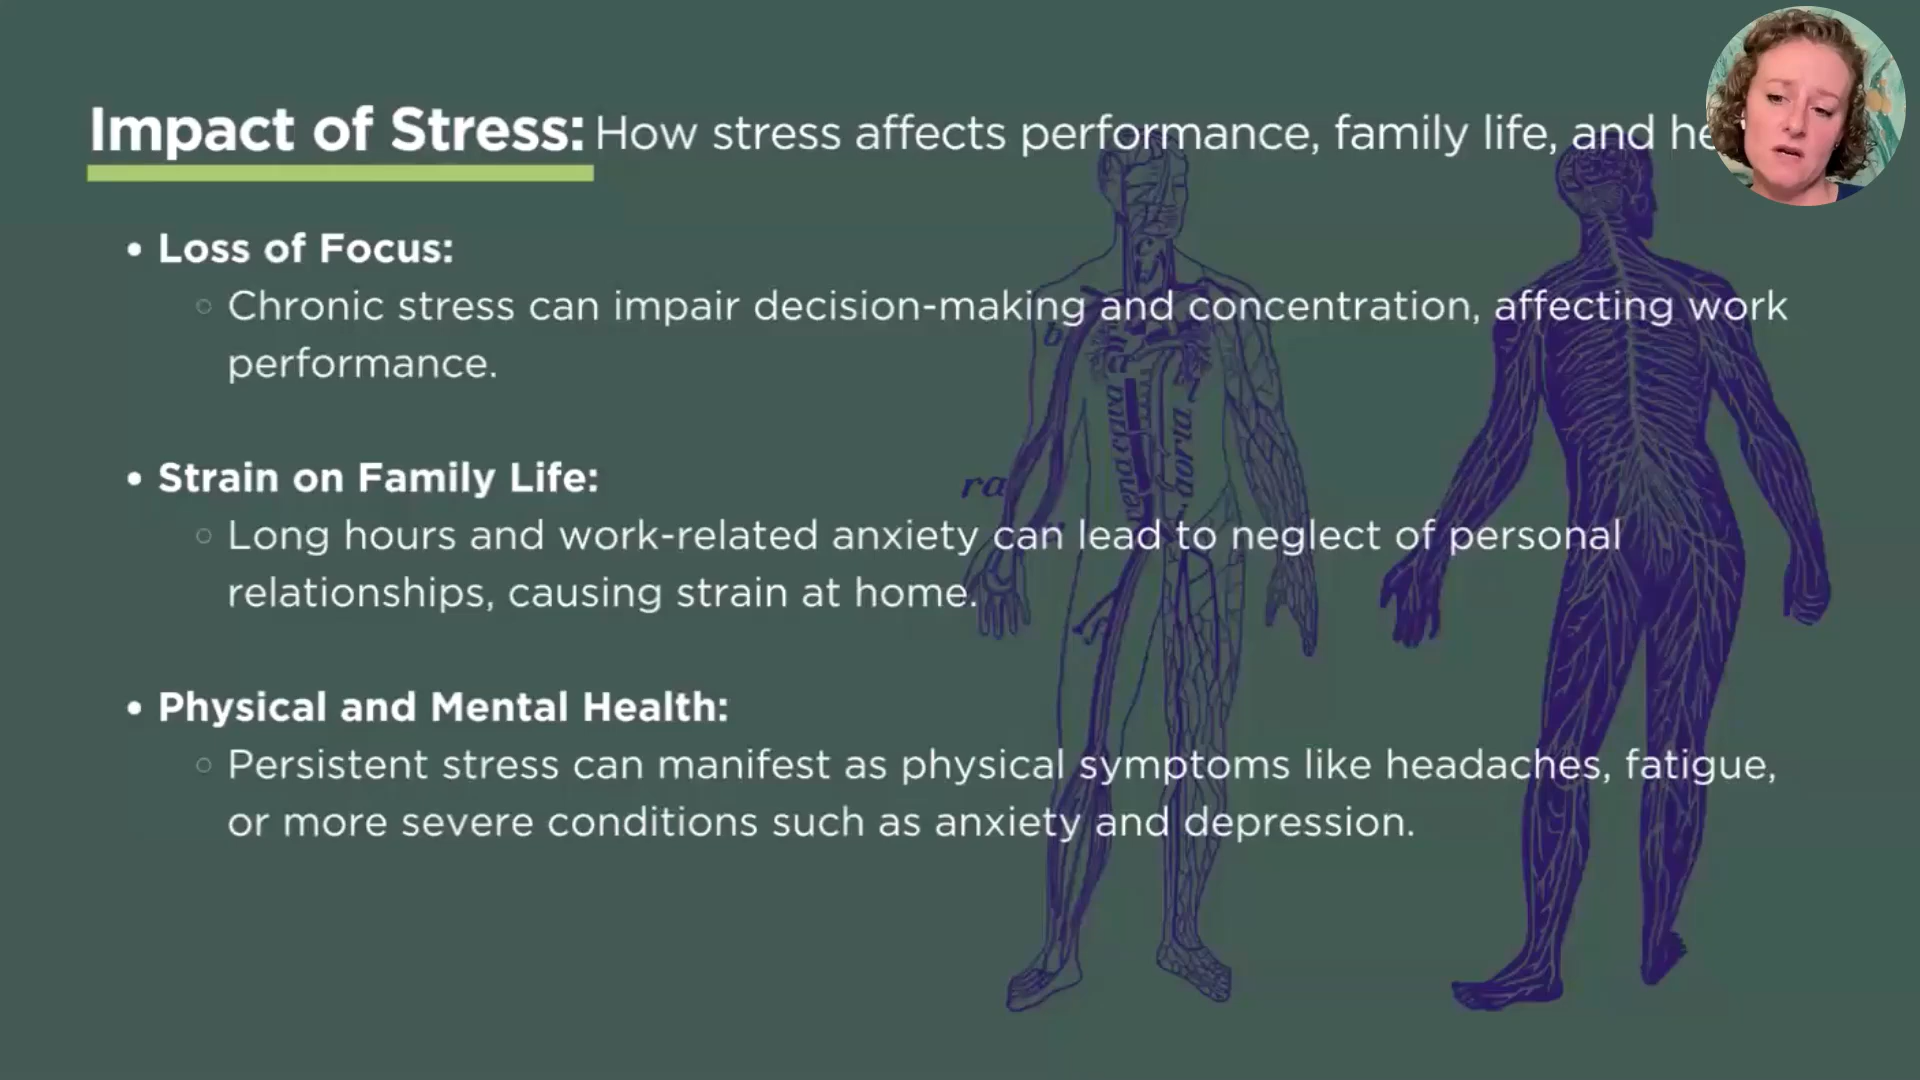 Impact of Stress: How stress affects performance, family life, and
• Loss of Focus:
○ Chronic stress can impair decision-making and concentration, affecting work
performance.
• Strain on Family Life:
○ Long hours and work-related anxiety can lead to neglect of personal
relationships, causing strain at home.
• Physical and Mental Health:
○ Persistent stress can manifest as physical symptoms like headaches, fatigue,
or more severe conditions such as anxiety and depression.
ra
aorta